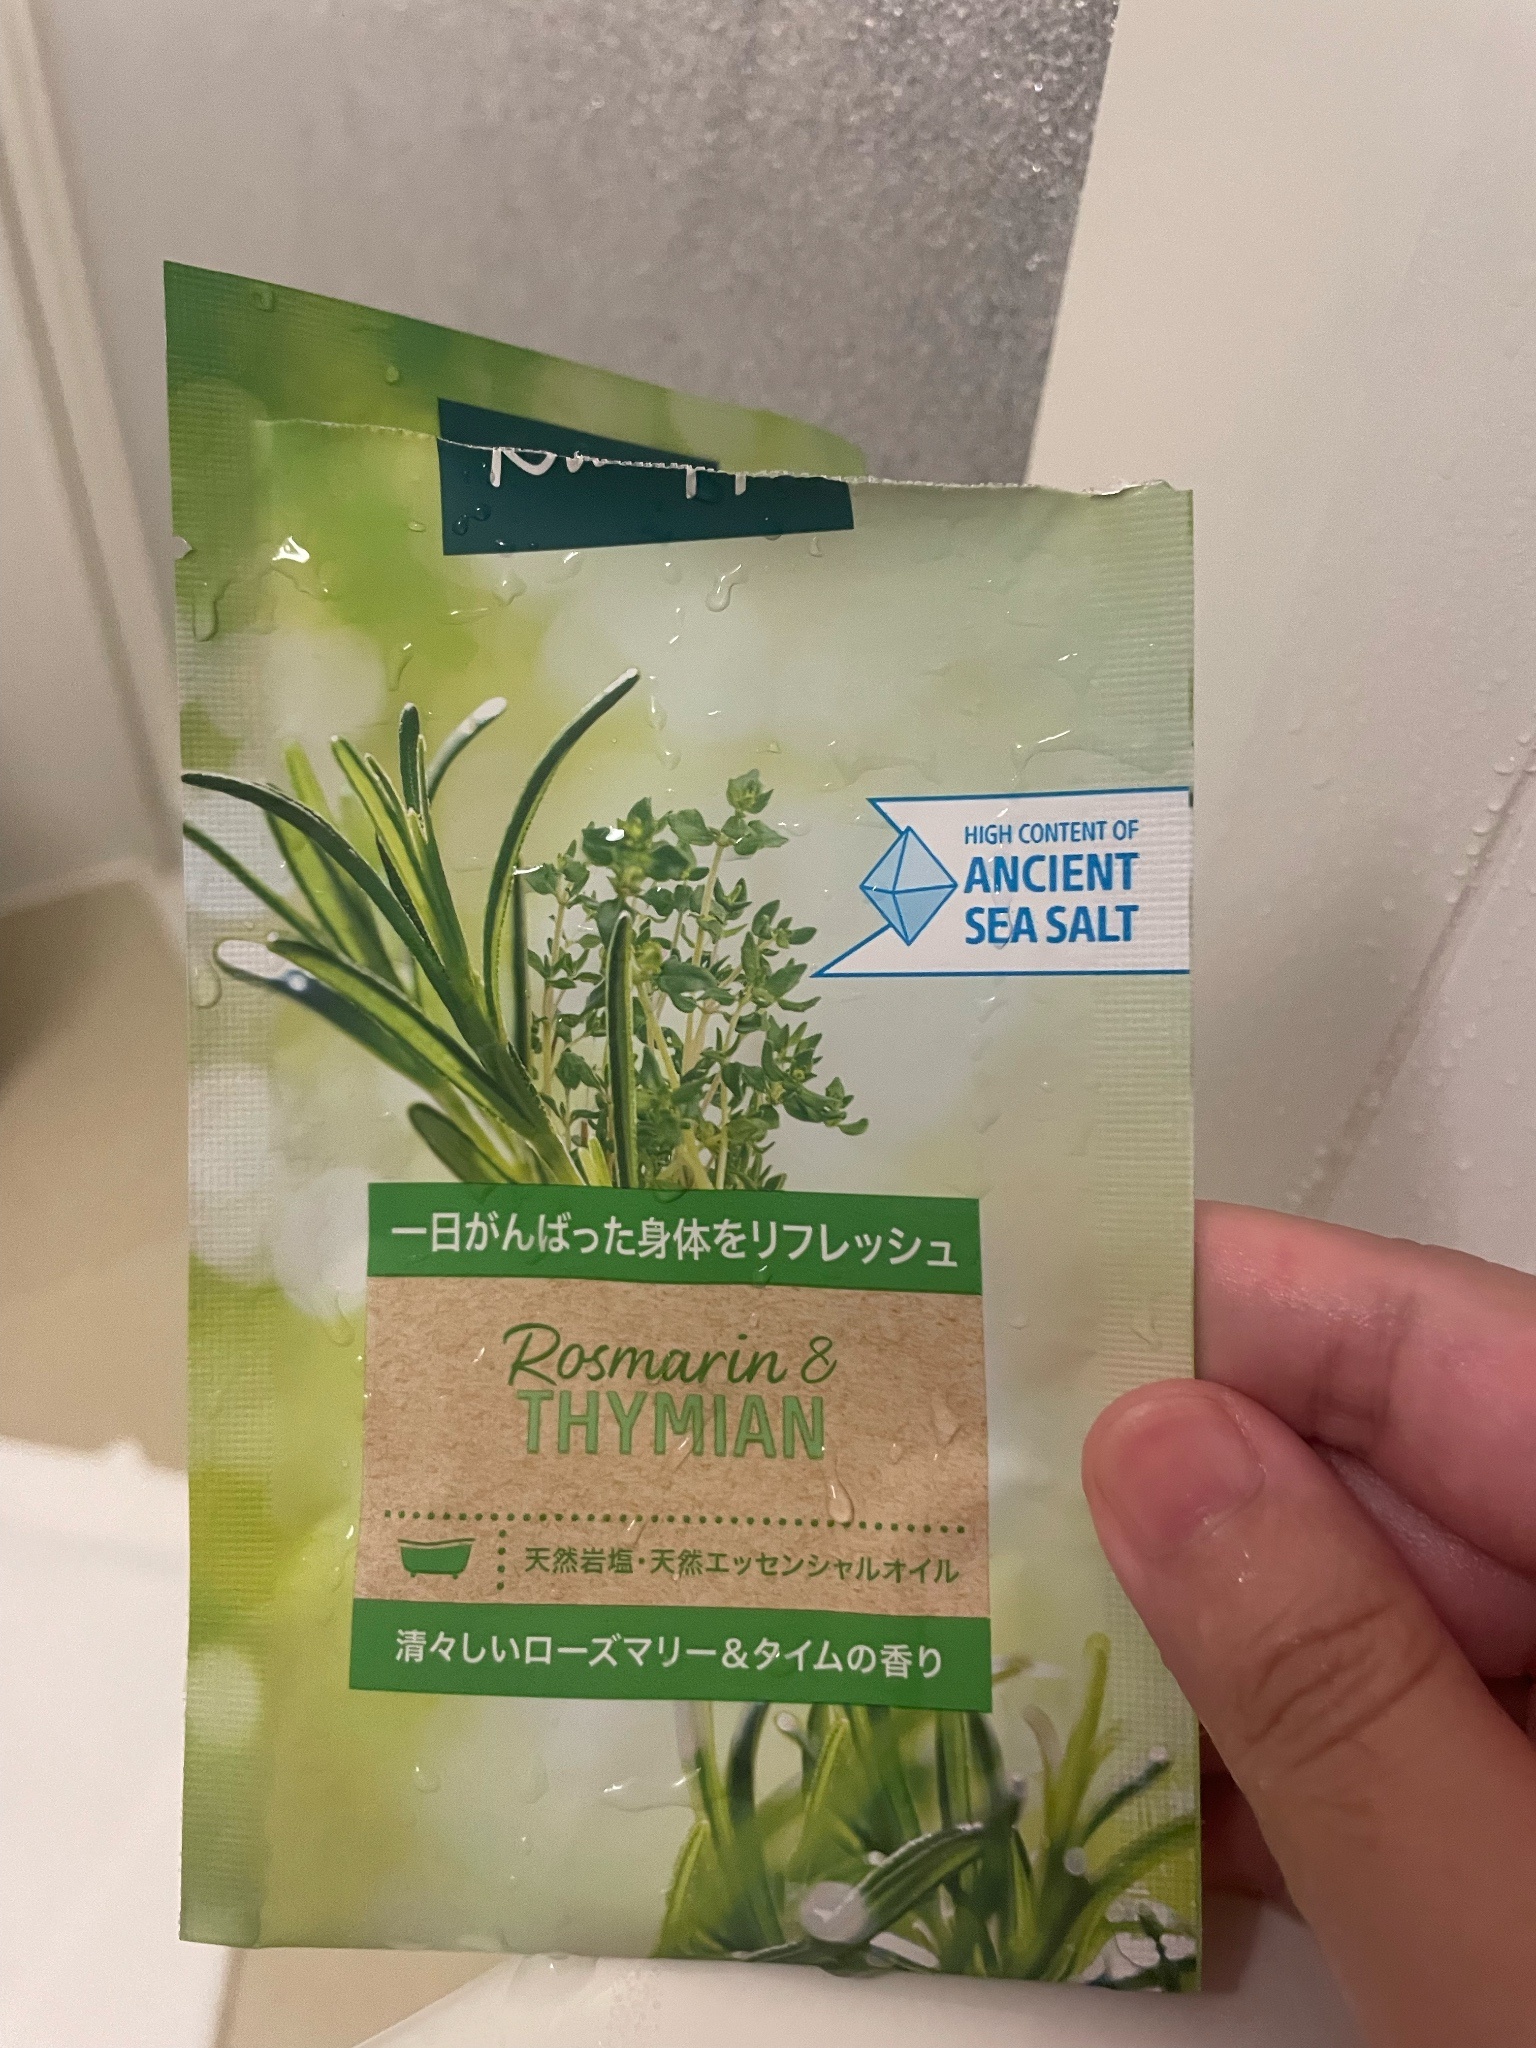 HIGH CONTENT OF
ANCIENT
SEA SALT
一日がんばった身体をリフレッシュ
Rosmarin &
THYMIAN
天然岩塩・天然エッセンシャルオイル
清々しいローズマリー&タイムの香り